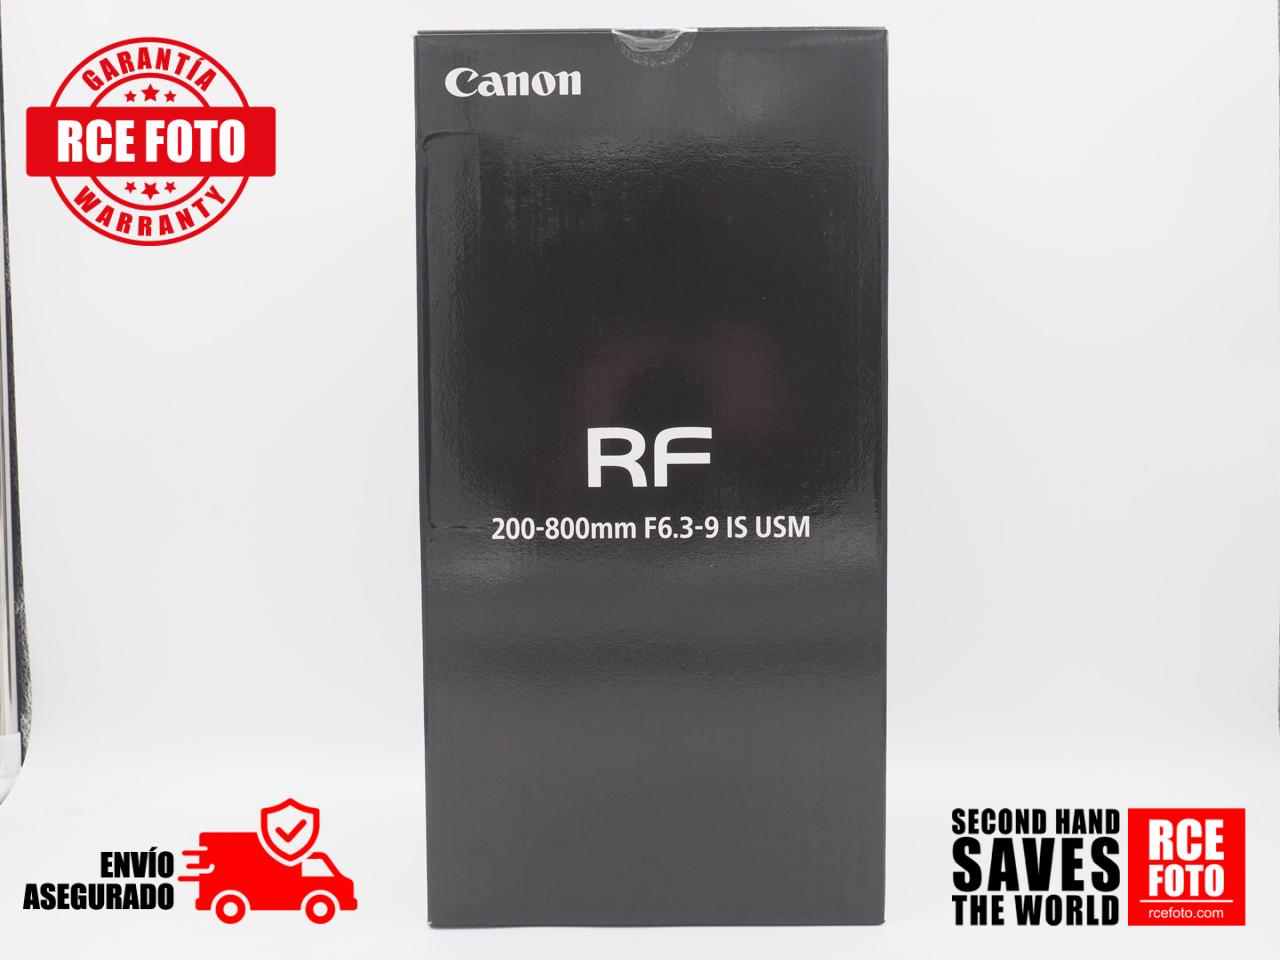 GARANTÍA
RCE FOTO
WARRANTY
Canon
RF
200-800mm F6.3-9 IS USM
ENVÍO
ASEGURADO
SECOND HAND
SAVES
THE WORLD
RCE
FOTO
rcefoto.com